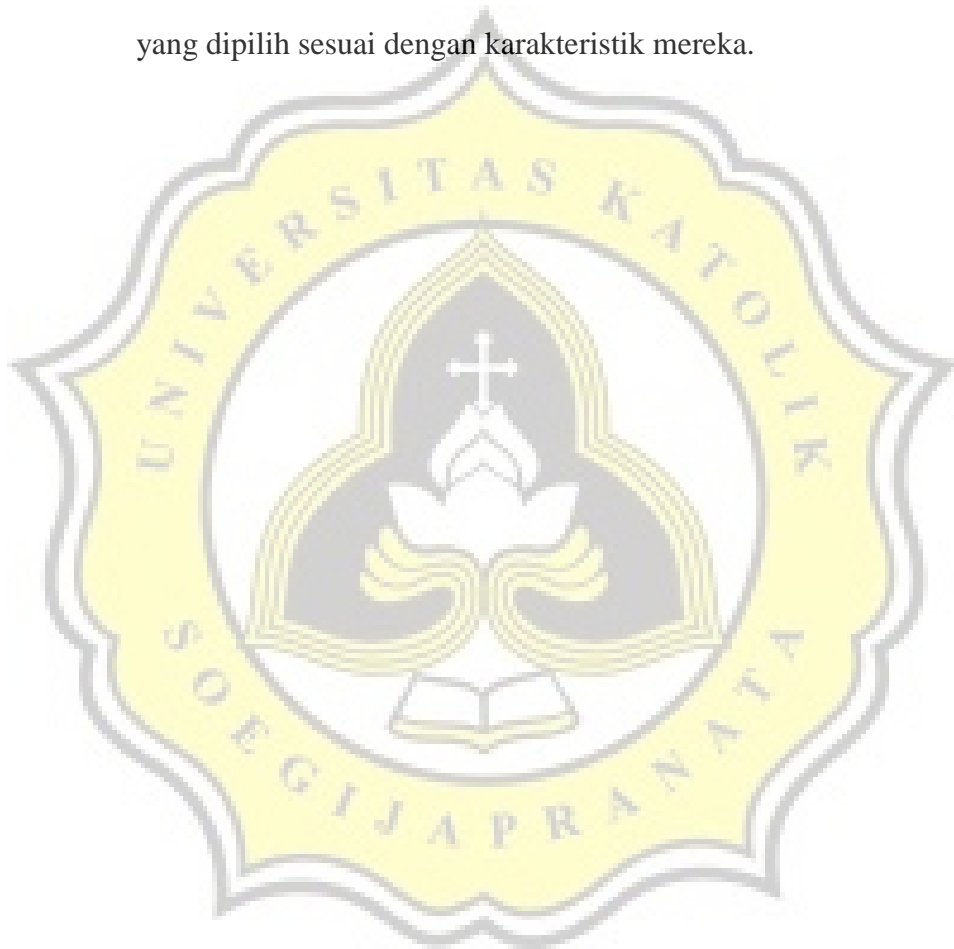 yang dipilih sesuai dengan karakteristik mereka.
UNIVERSITAS KATOLIK
SOEGIJAPRANATA